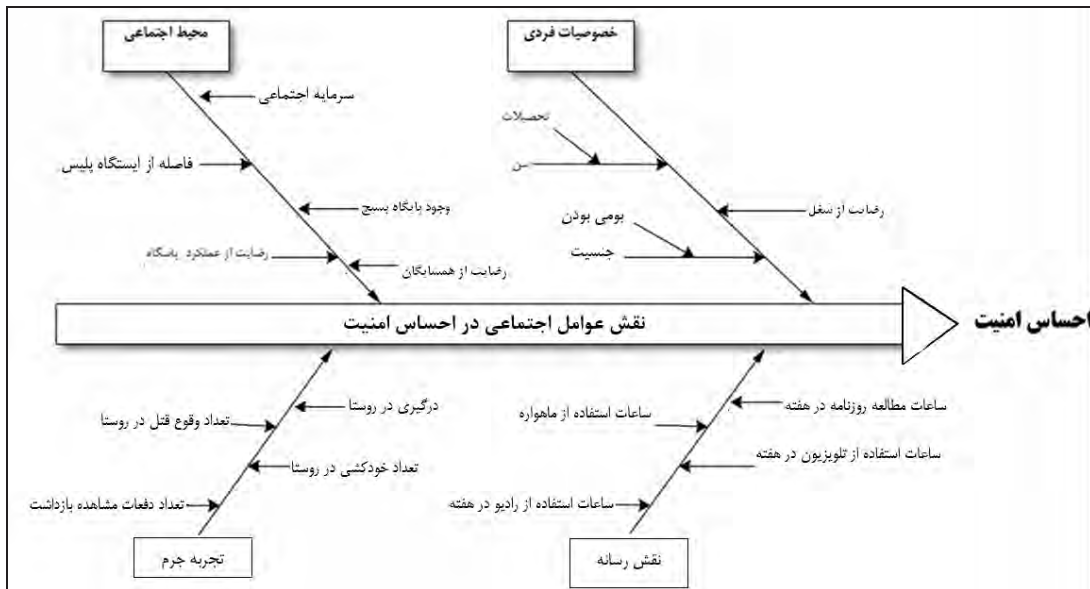 خصوصیات فردی
محیط اجتماعی
تحصیلات
سن
رضایت از شغل
بومی بودن
جنسیت
سرمایه اجتماعی
فاصله از ایستگاه پلیس
وجود پایگاه بسیج
رضایت از عملکرد پاسگاه
رضایت از همسایگان
احساس امنیت
نقش عوامل اجتماعی در احساس امنیت
ساعات مطالعه روزنامه در هفته
ساعات استفاده از ماهواره
ساعات استفاده از تلویزیون در هفته
ساعات استفاده از رادیو در هفته
نقش رسانه
درگیری در روستا
تعداد وقوع قتل در روستا
تعداد خودکشی در روستا
تعداد دفعات مشاهده بازداشت
تجربه جرم